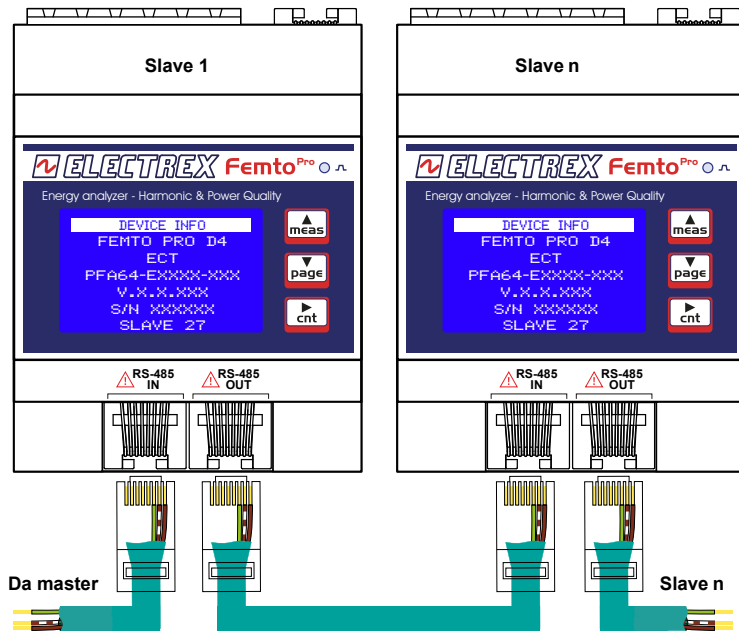 Slave 1
ELECTREX Femto Pro
Energy analyzer - Harmonic & Power Quality
DEVICE INFO
FEMTO PRO D4
ECT
PFA64-EXXXX-XXX
V.X.X.XXX
S/N XXXXXX
SLAVE 27
meas
page
cnt
RS-485
IN
RS-485
OUT
Slave n
ELECTREX Femto Pro
Energy analyzer - Harmonic & Power Quality
DEVICE INFO
FEMTO PRO D4
ECT
PFA64-EXXXX-XXX
V.X.X.XXX
S/N XXXXXX
SLAVE 27
meas
page
cnt
RS-485
IN
RS-485
OUT
Da master
Slave n